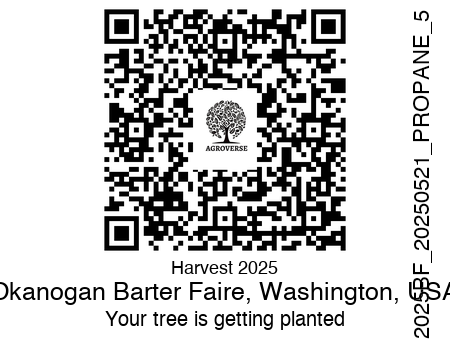 AGROVERSE
Harvest 2025
Okanogan Barter Faire, Washington, USA
Your tree is getting planted
2025BF_20250521_PROPANE_5